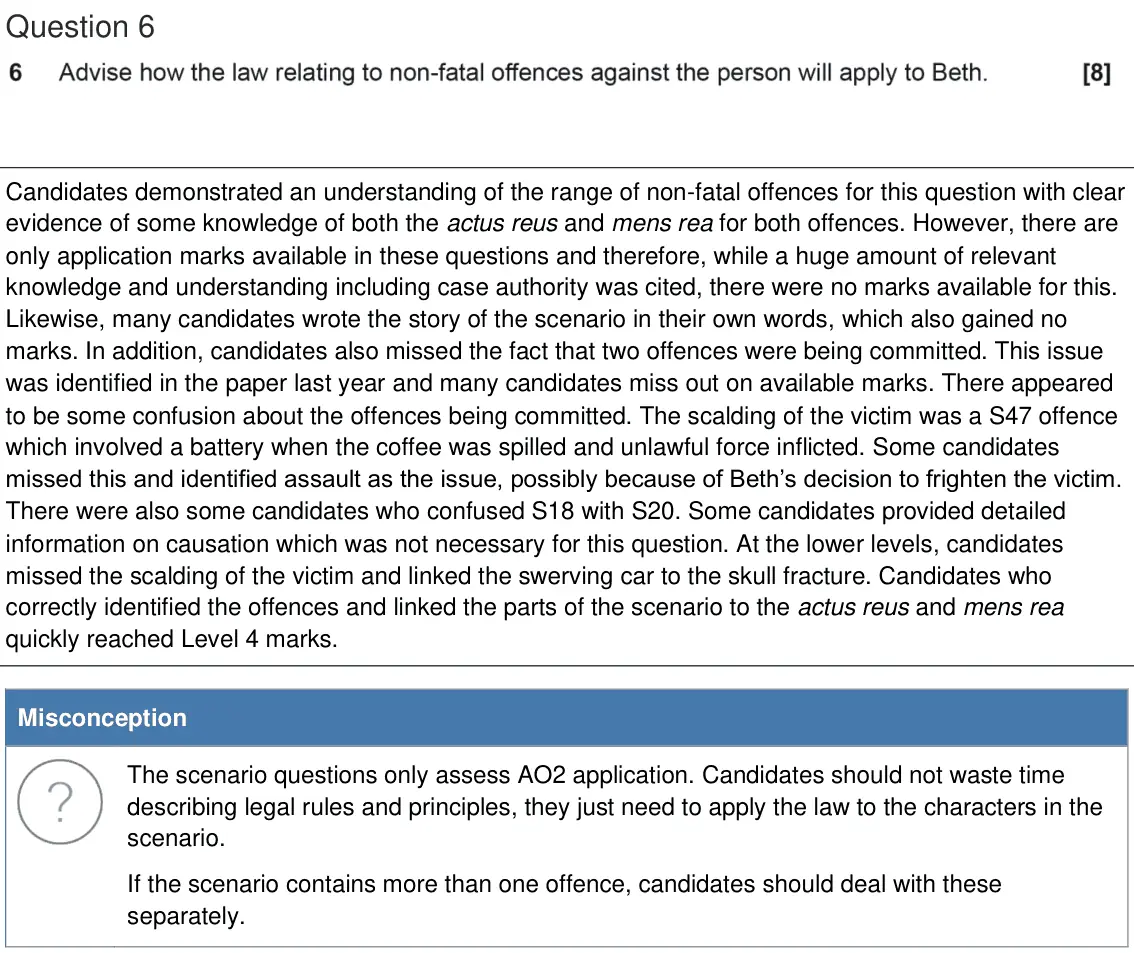 Question 6
6 Advise how the law relating to non-fatal offences against the person will apply to Beth. [8]
Candidates demonstrated an understanding of the range of non-fatal offences for this question with clear
evidence of some knowledge of both the actus reus and mens rea for both offences. However, there are
only application marks available in these questions and therefore, while a huge amount of relevant
knowledge and understanding including case authority was cited, there were no marks available for this.
Likewise, many candidates wrote the story of the scenario in their own words, which also gained no
marks. In addition, candidates also missed the fact that two offences were being committed. This issue
was identified in the paper last year and many candidates miss out on available marks. There appeared
to be some confusion about the offences being committed. The scalding of the victim was a S47 offence
which involved a battery when the coffee was spilled and unlawful force inflicted. Some candidates
missed this and identified assault as the issue, possibly because of Beth's decision to frighten the victim.
There were also some candidates who confused S18 with S20. Some candidates provided detailed
information on causation which was not necessary for this question. At the lower levels, candidates
missed the scalding of the victim and linked the swerving car to the skull fracture. Candidates who
correctly identified the offences and linked the parts of the scenario to the actus reus and mens rea
quickly reached Level 4 marks.
Misconception
?
The scenario questions only assess AO2 application. Candidates should not waste time
describing legal rules and principles, they just need to apply the law to the characters in the
scenario.
If the scenario contains more than one offence, candidates should deal with these
separately.